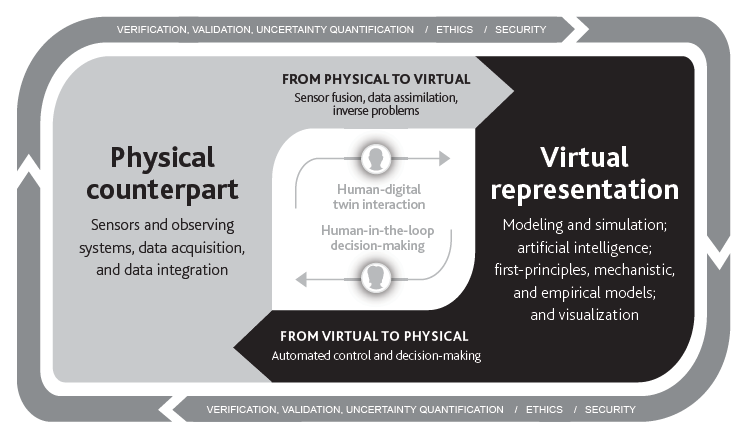 VERIFICATION, VALIDATION, UNCERTAINTY QUANTIFICATION / ETHICS / SECURITY
FROM PHYSICAL TO VIRTUAL
Sensor fusion, data assimilation,
inverse problems
Physical
counterpart
Sensors and observing
systems, data acquisition,
and data integration
Human-digital
twin interaction
Human-in-the-loop
decision-making
Virtual
representation
Modeling and simulation;
artificial intelligence;
first-principles, mechanistic,
and empirical models;
and visualization
FROM VIRTUAL TO PHYSICAL
Automated control and decision-making
VERIFICATION, VALIDATION, UNCERTAINTY QUANTIFICATION / ETHICS / SECURITY